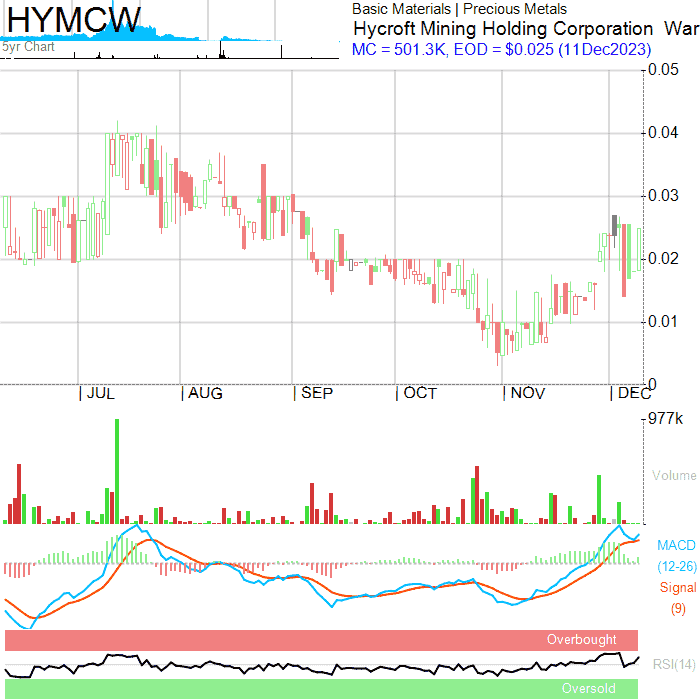 HYMCW
5yr Chart
Basic Materials | Precious Metals
Hycroft Mining Holding Corporation War
MC = 501.3K, EOD = $0.025 (11Dec2023)
0.05
0.04
0.03
0.02
0.01
0
JUL AUG SEP OCT NOV DEC
977k
Volume
MACD
(12-26)
Signal
(9)
Overbought
RSI(14)
Oversold